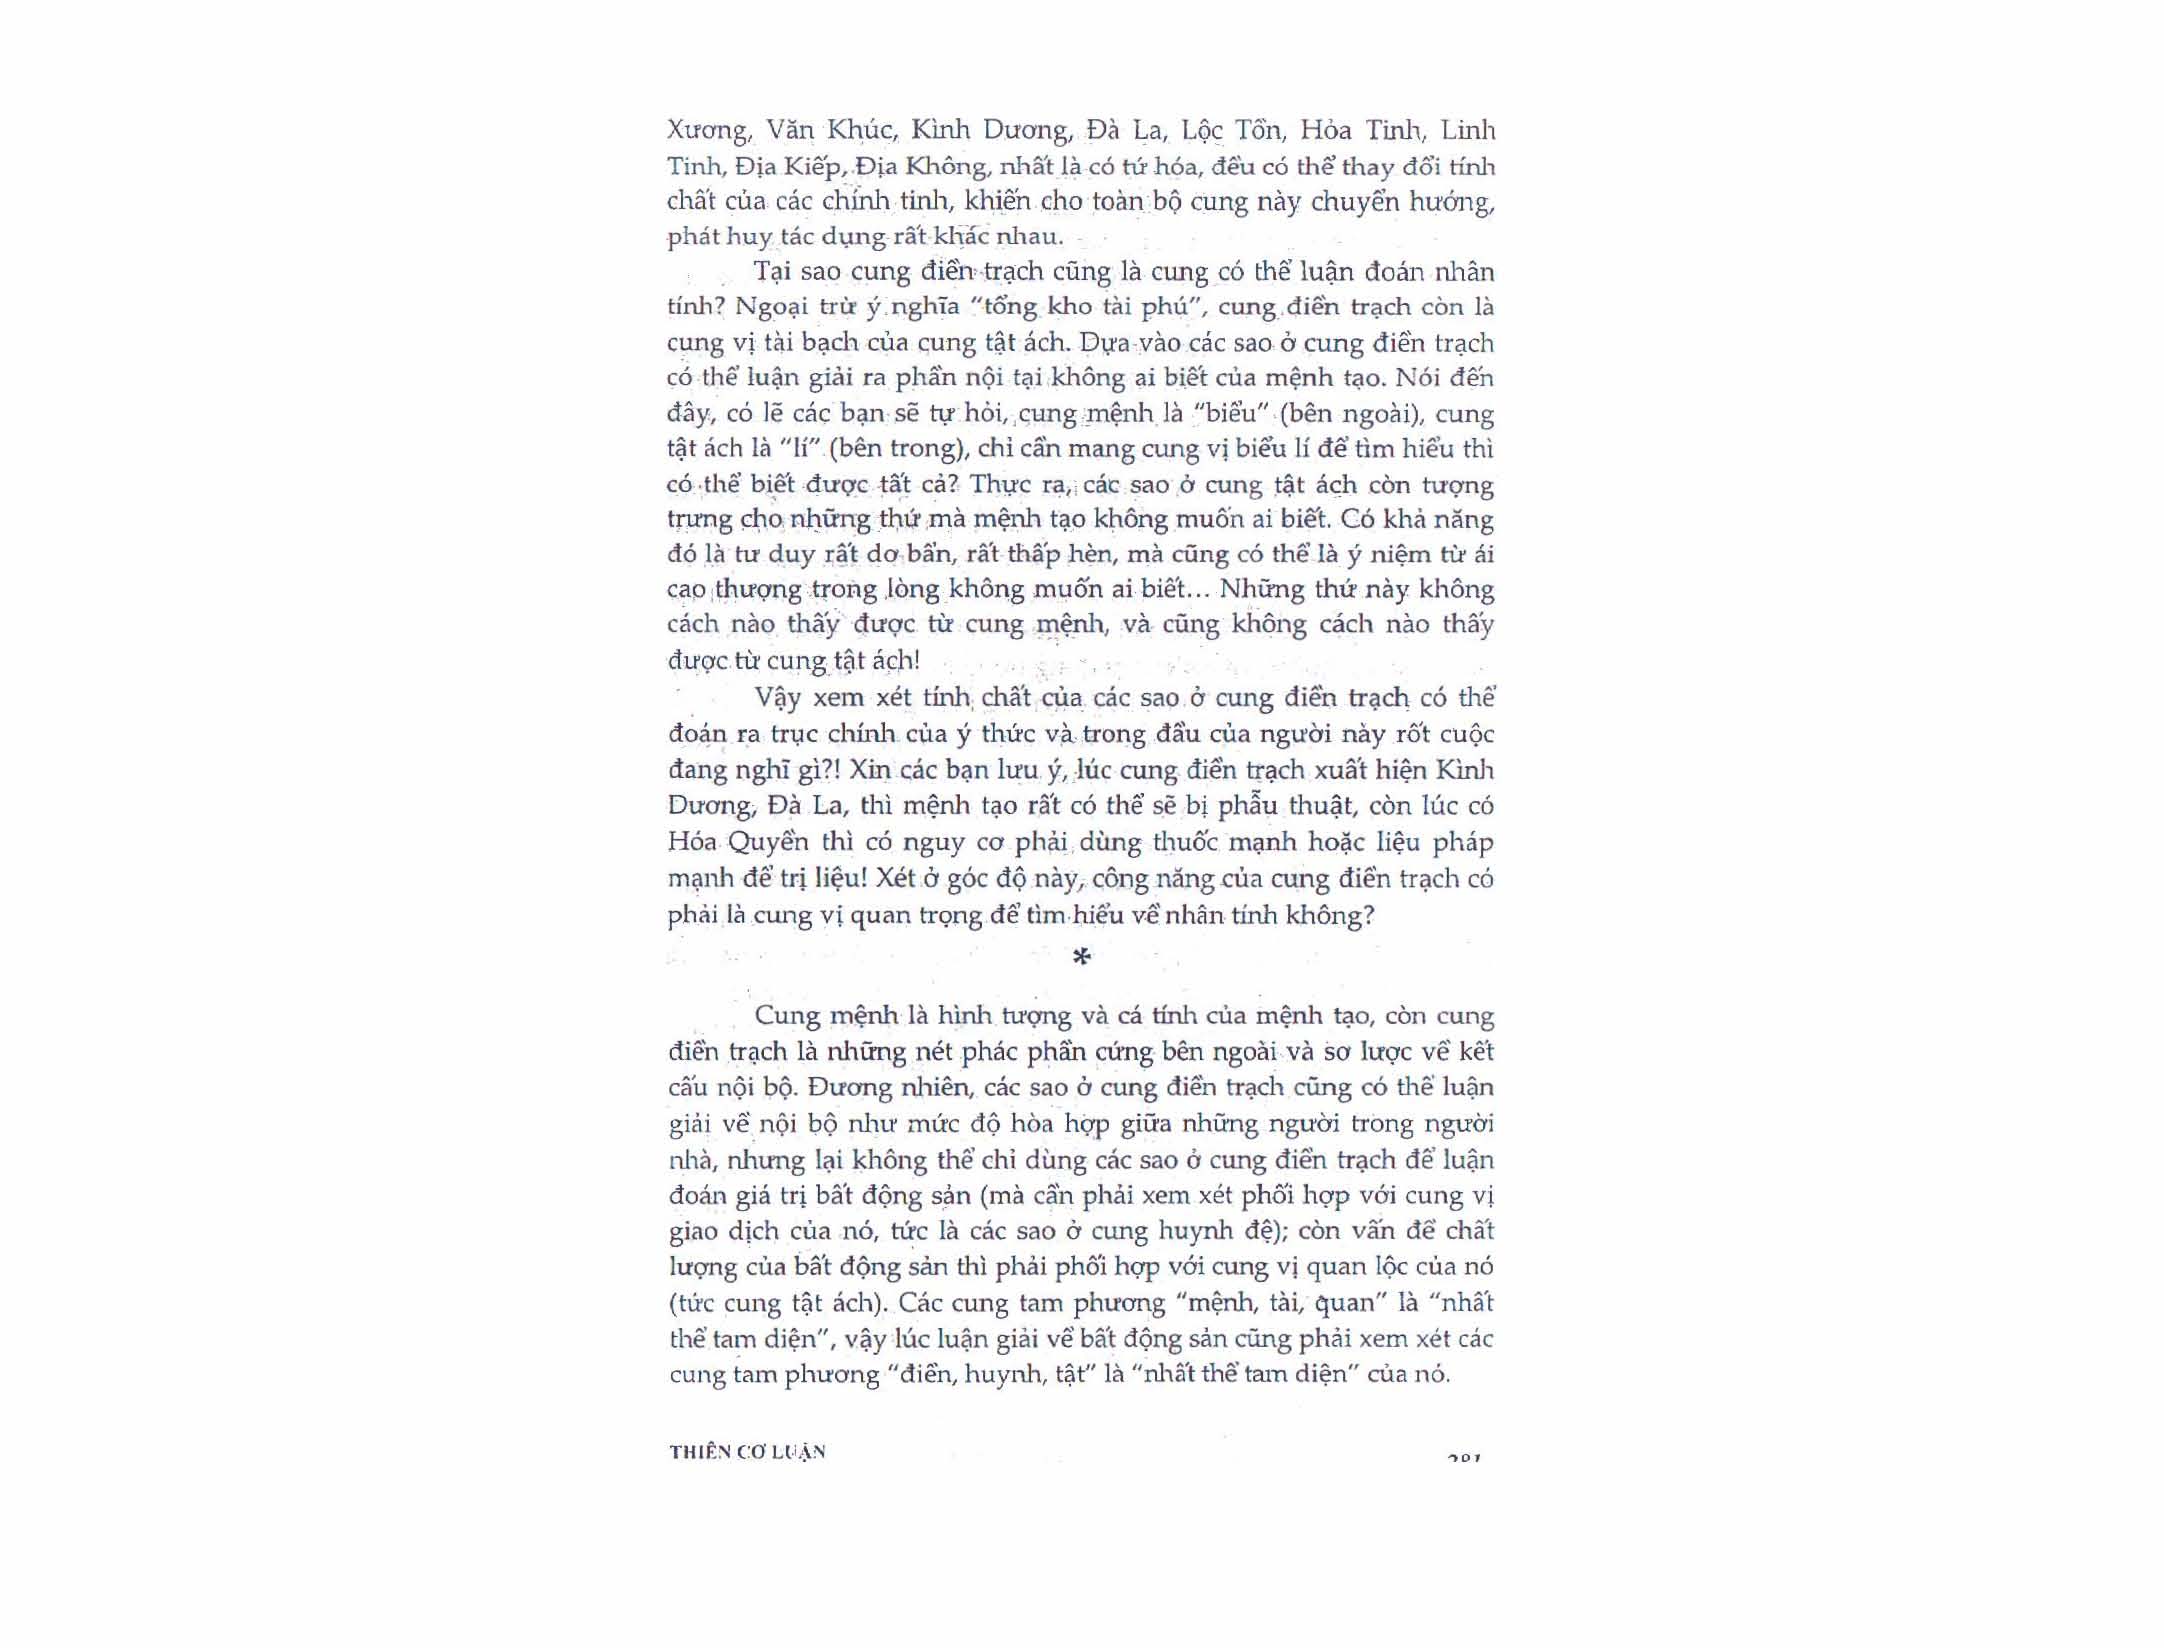 Xương, Văn Khúc, Kình Dương, Đà La, Lộc Tồn, Hỏa Tinh, Linh
Tinh, Địa Kiếp, Địa Không, nhất là có tứ hóa, đều có thể thay đổi tính
chất của các chính tinh, khiến cho toàn bộ cung này chuyển hướng,
phát huy tác dụng rất khác nhau.
Tại sao cung điền trạch cũng là cung có thể luận đoán nhân
tính? Ngoại trừ ý nghĩa “tổng kho tài phú”, cung điền trạch còn là
cung vị tài bạch của cung tật ách. Dựa vào các sao ở cung điền trạch
có thể luận giải ra phần nội tại không ai biết của mệnh tạo. Nói đến
đây, có lẽ các bạn sẽ tự hỏi, cung mệnh là “biểu” (bên ngoài), cung
tật ách là “lí” (bên trong), chỉ cần mang cung vị biểu lí để tìm hiểu thì
có thể biết được tất cả? Thực ra, các sao ở cung tật ách còn tượng
trưng cho những thứ mà mệnh tạo không muốn ai biết. Có khả năng
đó là tư duy rất dơ bẩn, rất thấp hèn, mà cũng có thể là ý niệm từ ái
cao thượng trong lòng không muốn ai biết... Những thứ này không
cách nào thấy được từ cung mệnh, và cũng không cách nào thấy
được từ cung tật ách!
Vậy xem xét tính chất của các sao ở cung điền trạch có thể
đoán ra trục chính của ý thức và trong đầu của người này rốt cuộc
đang nghĩ gì?! Xin các bạn lưu ý, lúc cung điền trạch xuất hiện Kình
Dương, Đà La, thì mệnh tạo rất có thể sẽ bị phẫu thuật, còn lúc có
Hóa Quyền thì có nguy cơ phải dùng thuốc mạnh hoặc liệu pháp
mạnh để trị liệu! Xét ở góc độ này, công năng của cung điền trạch có
phải là cung vị quan trọng để tìm hiểu về nhân tính không?
*
Cung mệnh là hình tượng và cá tính của mệnh tạo, còn cung
điền trạch là những nét phác phần cứng bên ngoài và sơ lược về kết
cấu nội bộ. Đương nhiên, các sao ở cung điền trạch cũng có thể luận
giải về nội bộ như mức độ hòa hợp giữa những người trong người
nhà, nhưng lại không thể chỉ dùng các sao ở cung điền trạch để luận
đoán giá trị bất động sản (mà cần phải xem xét phối hợp với cung vị
giao dịch của nó, tức là các sao ở cung huynh đệ); còn vấn đề chất
lượng của bất động sản thì phải phối hợp với cung vị quan lộc của nó
(tức cung tật ách). Các cung tam phương “mệnh, tài, quan” là “nhất
thể tam diện”, vậy lúc luận giải về bất động sản cũng phải xem xét các
cung tam phương “điền, huynh, tật” là “nhất thể tam diện” của nó.
THIÊN CƠ LUẬN